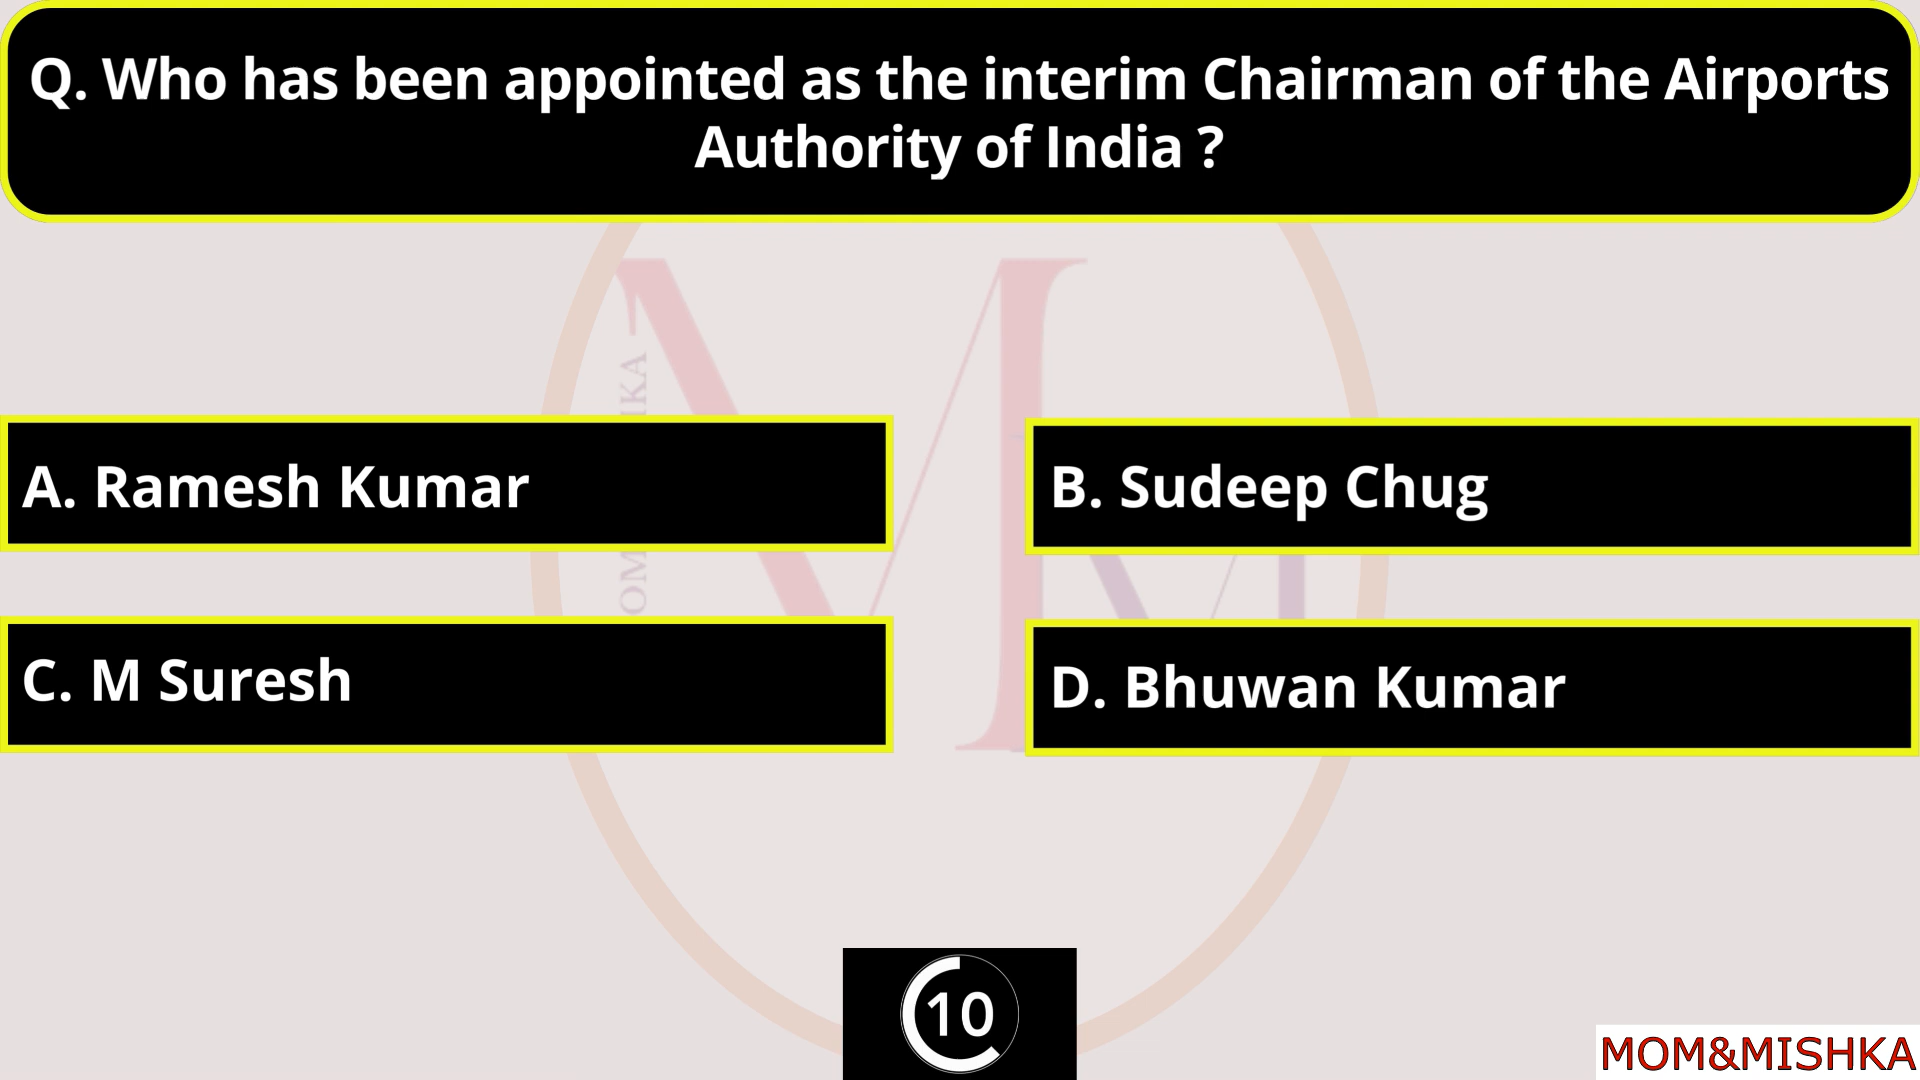 Q. Who has been appointed as the interim Chairman of the Airports
Authority of India ?
A. Ramesh Kumar
B. Sudeep Chug
C. M Suresh
D. Bhuwan Kumar
10
MOM&MISHKA